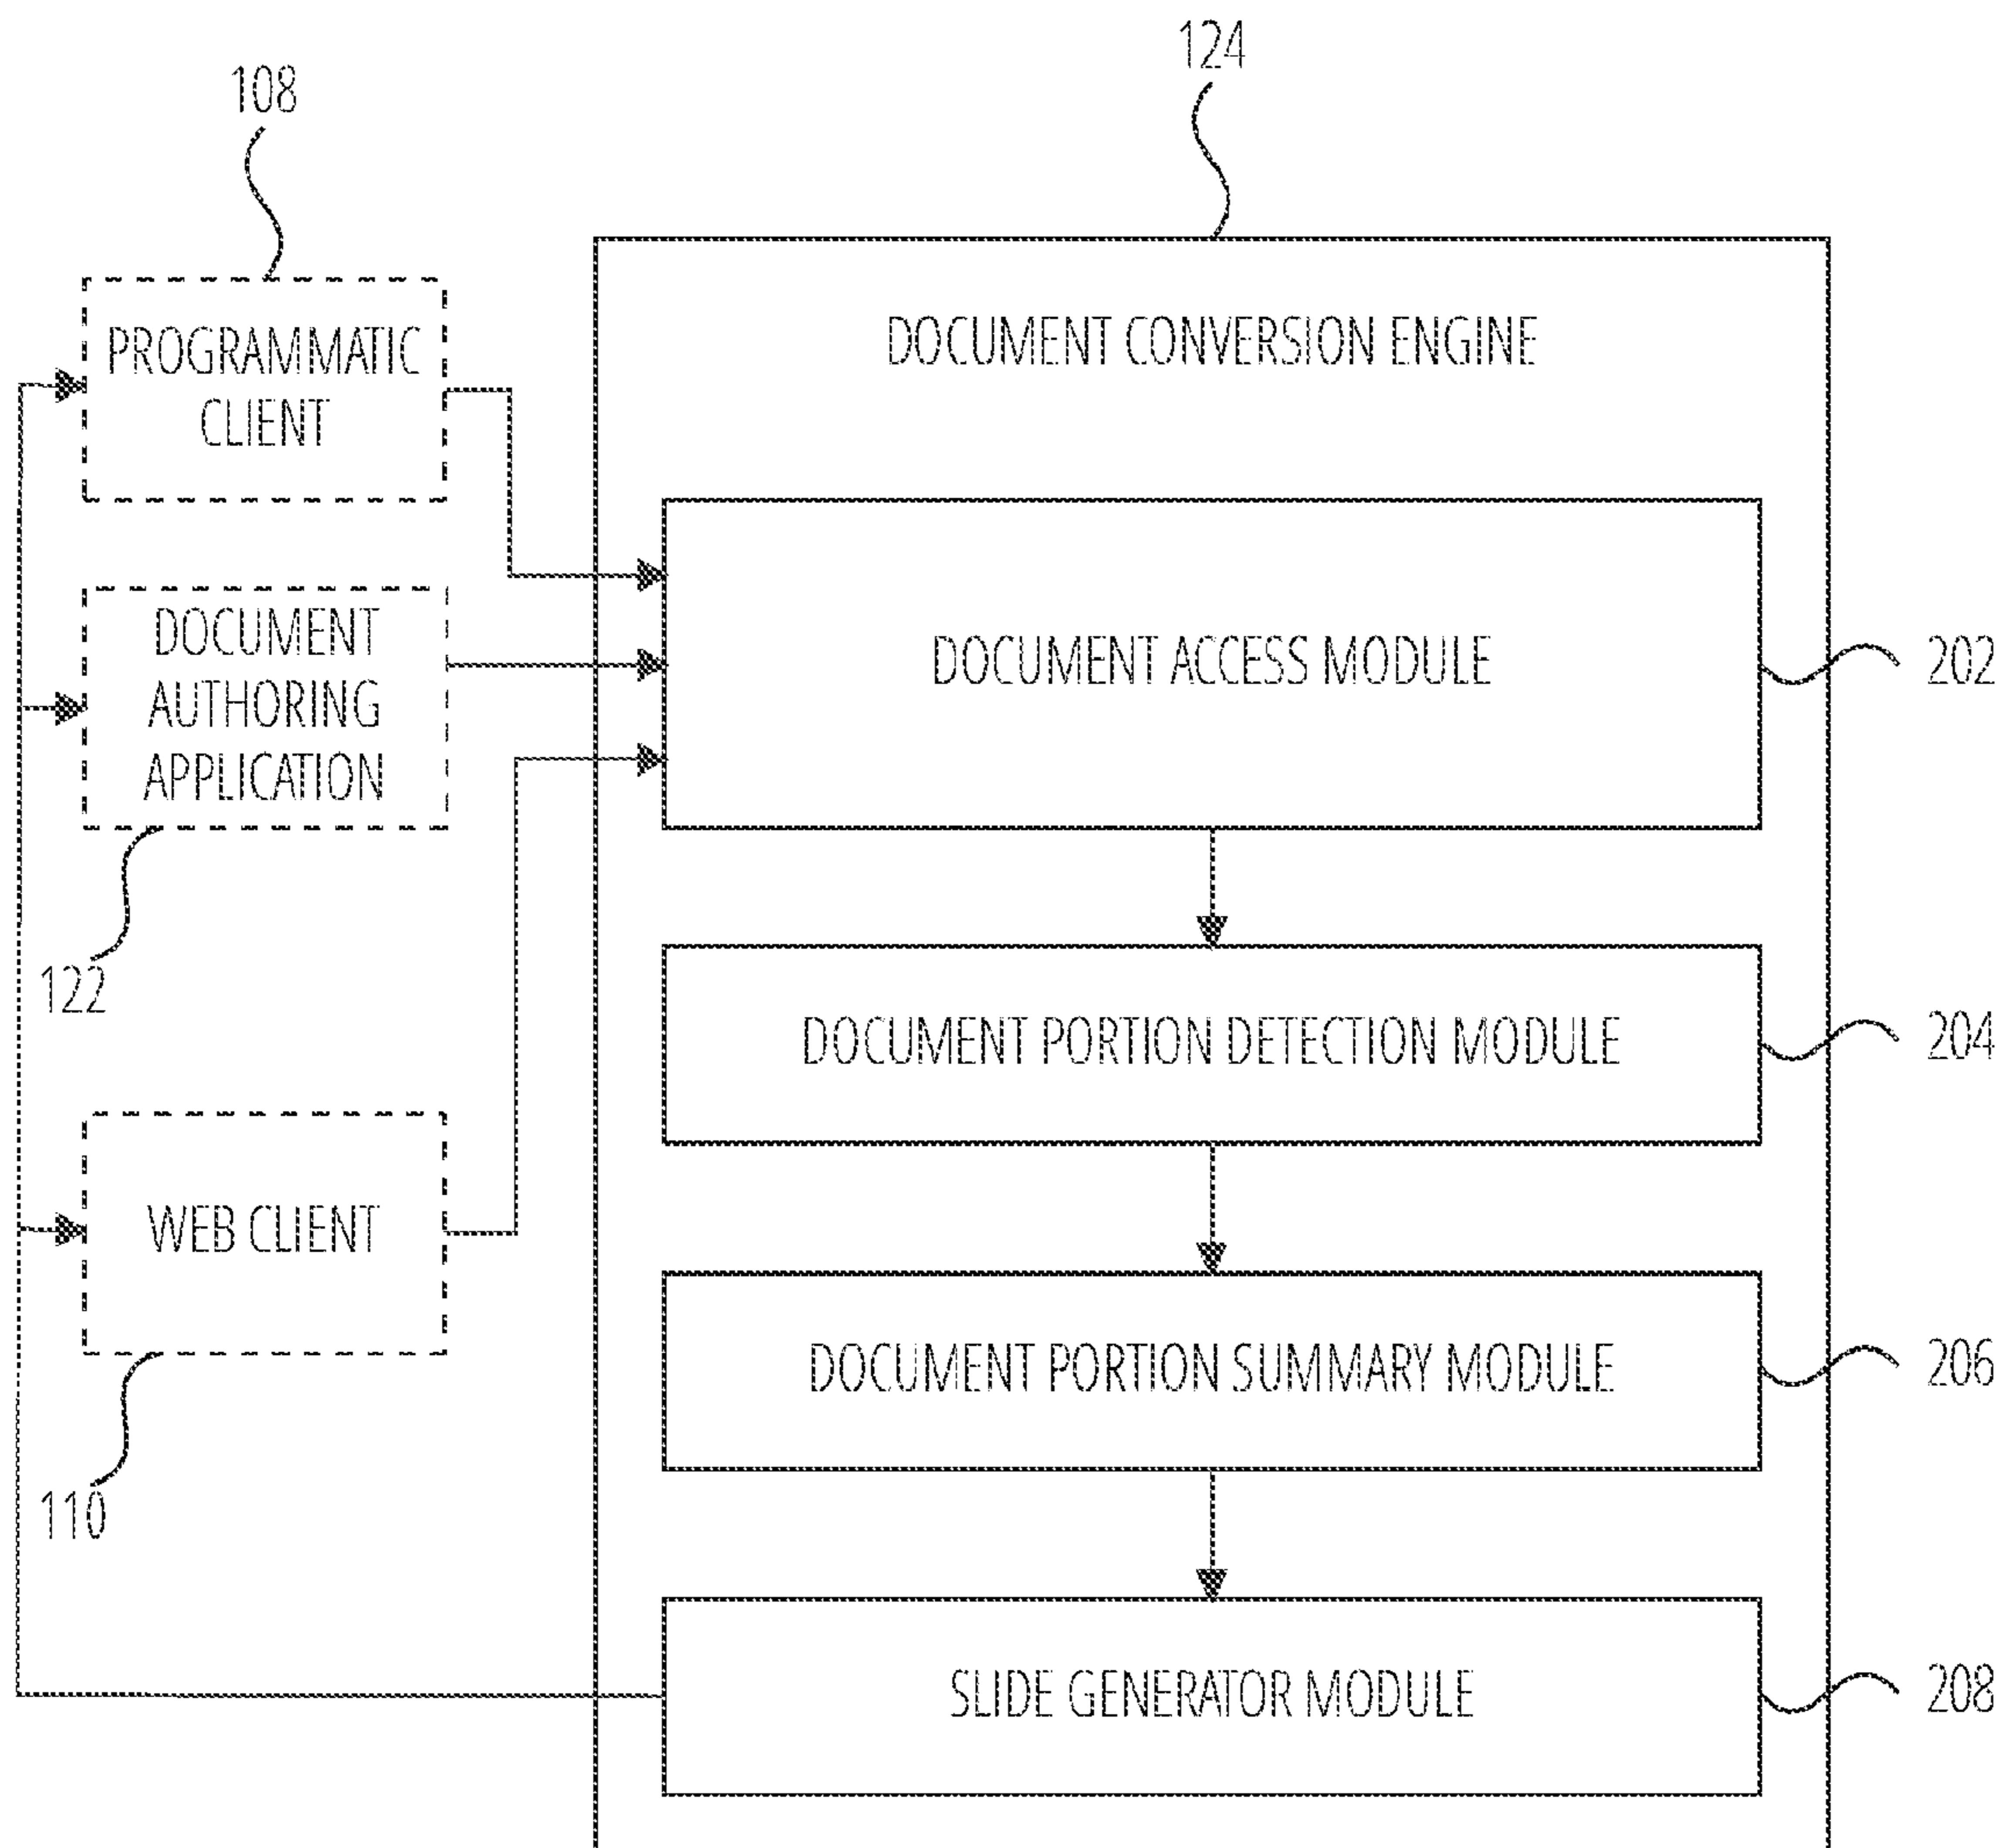 124
108
PROGRAMMATIC
CLIENT
DOCUMENT CONVERSION ENGINE
DOCUMENT
AUTHORING
APPLICATION
DOCUMENT ACCESS MODULE
202
122
DOCUMENT PORTION DETECTION MODULE
204
WEB CLIENT
DOCUMENT PORTION SUMMARY MODULE
206
110
SLIDE GENERATOR MODULE
208